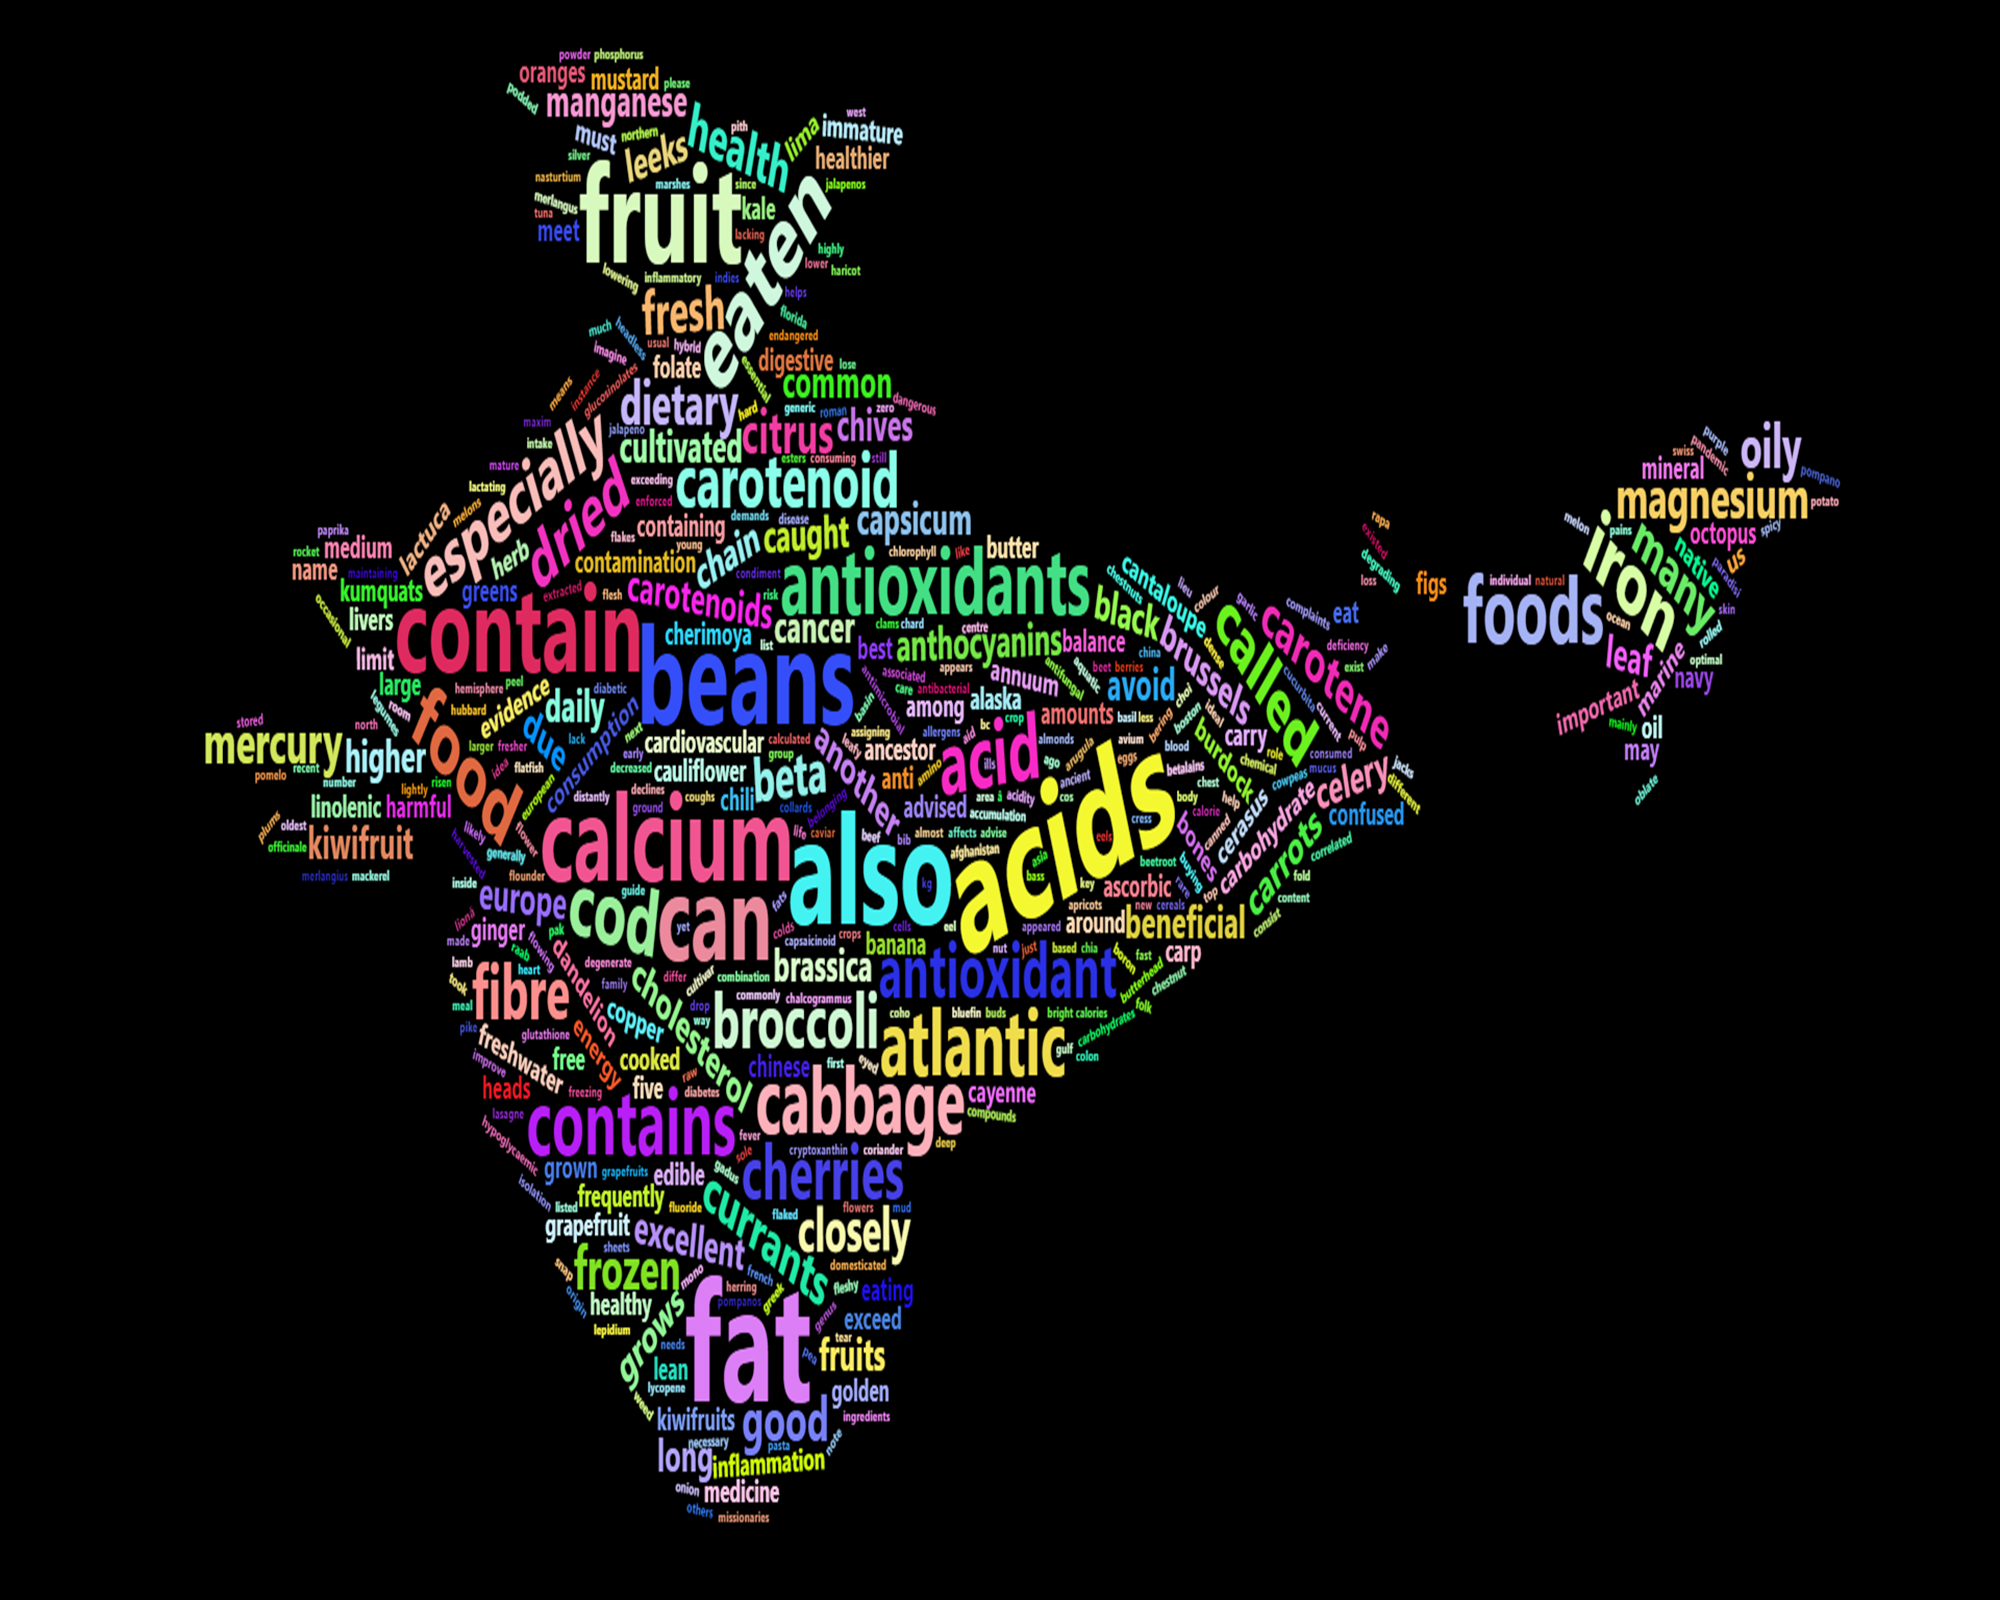 powder phosphorus
oranges mustard please
podded manganese
must northern pith health lima west immature
silver leeks healthier
nasturtium marshes since jalapenos
merlangus fruit kale eaten
tuna meet lacking
highly
lowering inflammatory indies lower haricot
helps
fresh florida
much headless endangered
imagine usual hybrid
folate essential digestive lose
means instance glucosinolates common
dietary hard generic roman zero dangerous
maxim jalapeno citrus chives
intake cultivated esters consuming still
mature especially carotenoid
lactating exceeding
melons dried enforced
lactuca flakes containing demands disease capsicum
paprika young chain caught
rocket medium herb contamination chlorophyll like butter
name maintaining condiment
kumquats greens extracted flesh carotenoids risk antioxidants
occasional livers contain cherimoya list cancer clams chard centre
beans best anthocyanins balance
limit associated appears china
large hemisphere peel evidence diabetic antimicrobial care antibacterial annuum antifungal aquatic beet berries
legumes room hubbard daily among alaska avoid
stored north food due consumption next basin allergens bc crop amounts basil less
mercury higher larger fresher lack early cardiovascular calculated another assigning leafy ancestor aid almonds avium bering choi
pomelo recent number idea flatfish decreased cauliflower group beta anti amino acid ills ago arugula eggs
lightly risen european distantly declines coughs chili collards belonging advised area â acidity ancient cos
linolenic harmful ground accumulation
plums oldest likely flower calcium life caviar beef bib almost affects advise acids cress
officinale kiwifruit harvested generally also afghanistan asia eels
merlangius mackerel inside flounder guide kg bass key beetroot
europe cod can fats apricots ascorbic
lionâ ginger flowing pak yet colds cells eel appeared new cereals
made raab capsaicinoid crops banana around beneficial
lamb heart dandelion degenerate differ cultivar combination brassica antioxidant nut just based chia boron fast carp
took fibre family cholesterol commonly chalcogrammus butterhead chestnut
meal copper drop way broccoli coho bluefin buds bright calories folk
pike glutathione energy atlantic carbohydrates
freshwater free cooked chinese first eyed gulf colon
improve raw
heads freezing five diabetes cabbage cayenne
lasagne contains compounds
hypoglycaemic fever deep
sole cryptoxanthin coriander
grown grapefruits edible gadus cherries
isolation frequently listed fluoride currants flaked flowers mud
grapefruit excellent closely
sheets
snap frozen mono french domesticated
origin healthy herring pompanos greek fleshy eating
lepidium grows fat genus exceed
needs tear
lean pea fruits
lycopene golden
weed kiwifruits good ingredients
necessary pasta note
long inflammation
onion medicine
others missionaries
cantaloupe lieu colour
chestnuts garlic
black brussels dense called carotene complaints eat
cucurbita deficiency
current exist make
boston ideal carry pulp
blood burdock role consumed
betalains chemical cowpeas mucus celery jacks
body chest help different
calorie cerasus carbohydrate confused
bones canned carrots correlated
buying
rare top fold
content
consist
rapa
existed
degrading
loss figs
purple oily
swiss pandemic
mineral pompano
magnesium potato
melon pains octopus spicy
iron many native us
individual natural paradisi
foods ocean skin
rolled
leaf marine optimal
navy
important
mainly oil
may
oblate